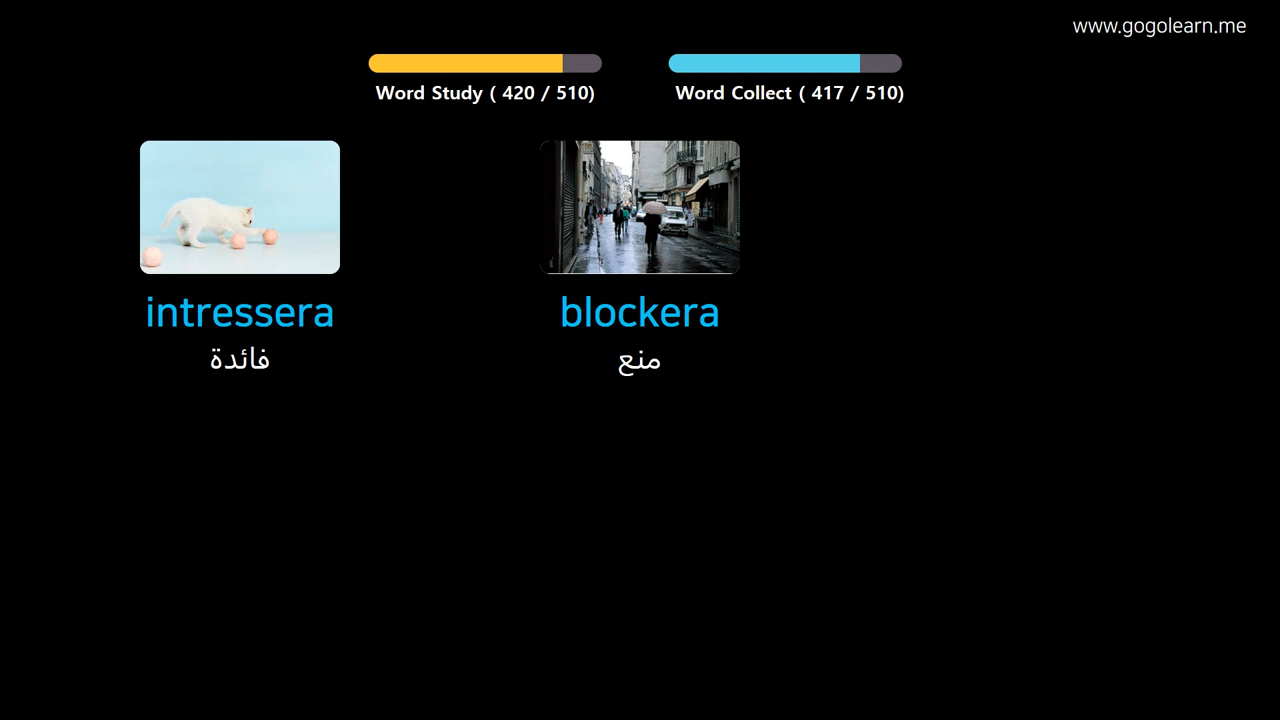 www.gogolearn.me
Word Study ( 420 / 510)
Word Collect ( 417 / 510)
intressera
فائدة
blockera
منع